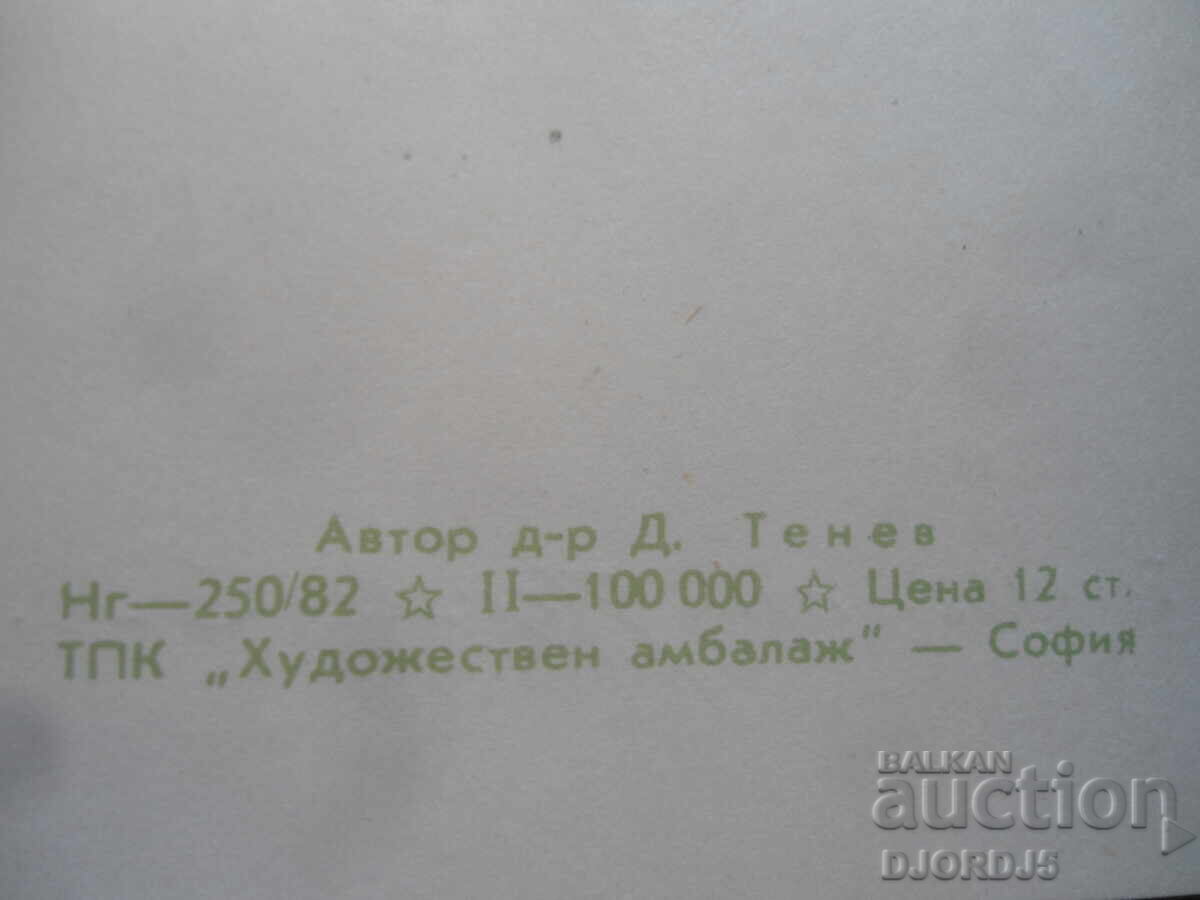 Автор д-р Д. Тенев
Нг—250/82 ☆ II—100 000 ☆ Цена 12 ст.
ТПК „Художествен амбалаж" — София
BALKAN
auction
DJORDJ5